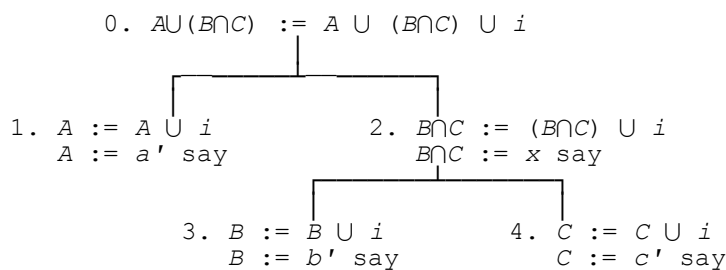 0. A∪(B∩C) := A ∪ (B∩C) ∪ i
1. A := A ∪ i
A := a' say
2. B∩C := (B∩C) ∪ i
B∩C := x say
3. B := B ∪ i
B := b' say
4. C := C ∪ i
C := c' say